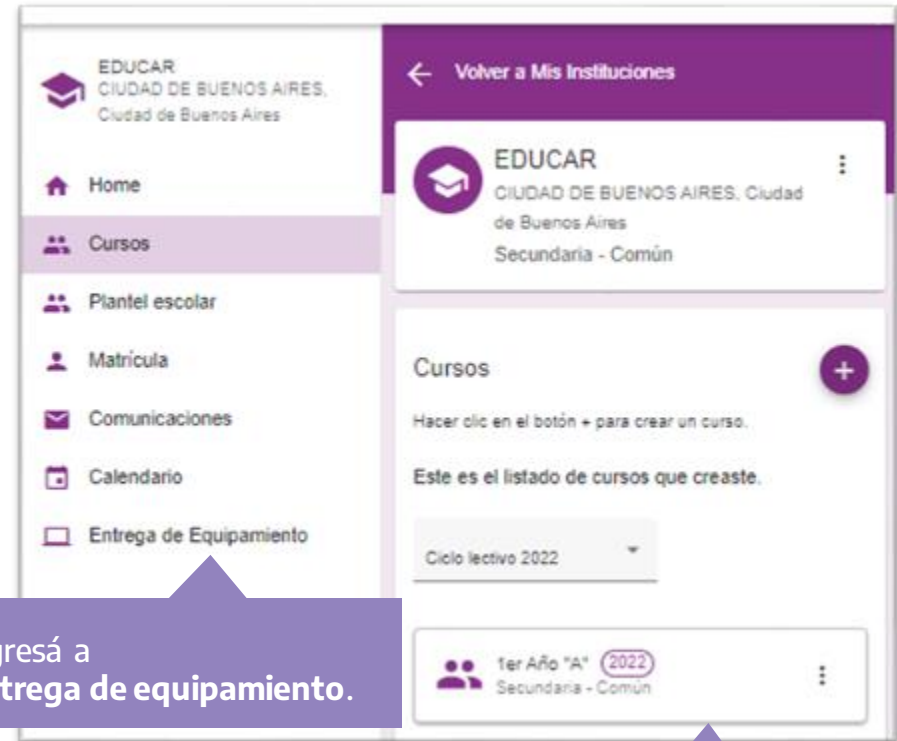 EDUCAR
CIUDAD DE BUENOS AIRES,
Ciudad de Buenos Aires
Home
Cursos
Plantel escolar
Matrícula
Comunicaciones
Calendario
Entrega de Equipamiento
gresá a
trega de equipamiento.
Volver a Mis Instituciones
EDUCAR
CIUDAD DE BUENOS AIRES, Ciudad
de Buenos Aires
Secundaria - Común
Cursos
Hacer clic en el botón + para crear un curso.
Este es el listado de cursos que creaste.
Ciclo lectivo 2022
1er Año "A" 2022
Secundaria - Común